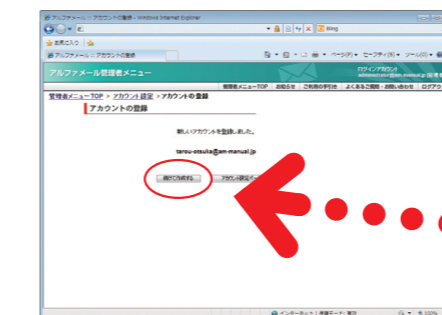 アルファメール :: アカウントの登録 - Windows Internet Explorer
Bing
お気に入り
アルファメール :: アカウントの登録
ページ(P) セーフティ(S) ツール(O)
アルファメール管理者メニュー
ログインアカウント
管理者メニューTOP | お知らせ | ご利用の手引き | よくあるご質問・お問い合わせ | ログアウ
管理者メニューTOP > アカウント設定 > アカウントの登録
アカウントの登録
新しいアカウントを登録しました。
tarou-otsuka@am-manual.jp
続けて作成する
インターネット | 保護モード: 有効
100%